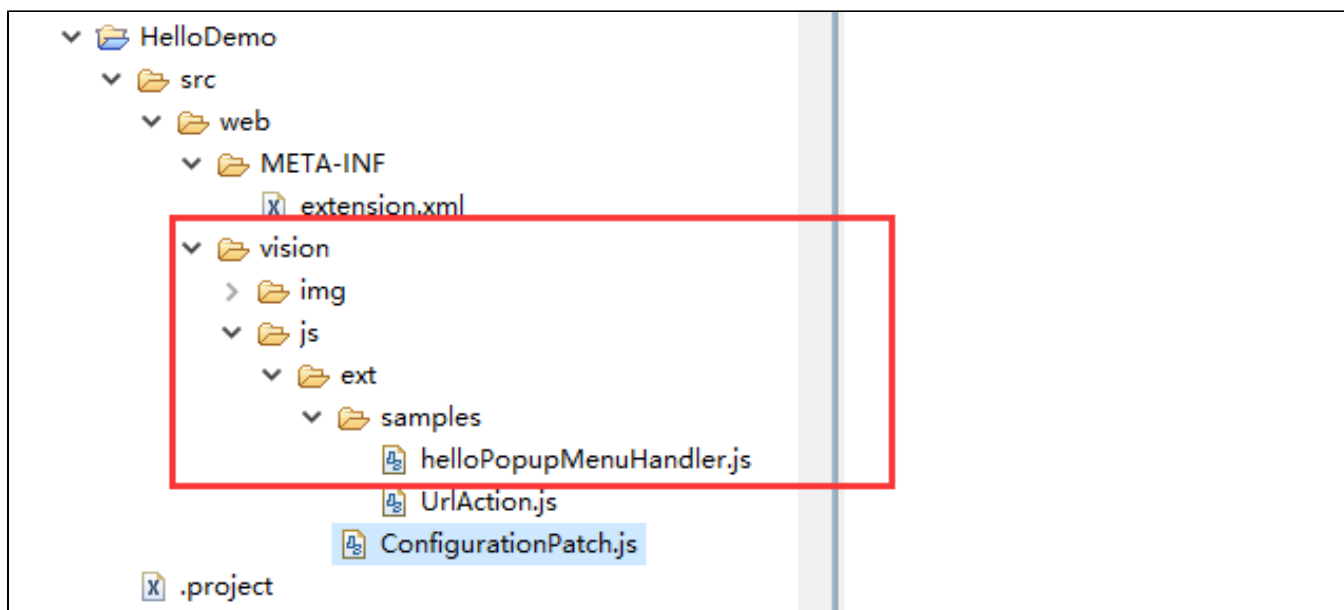 HelloDemo
src
web
META-INF
extension.xml
vision
img
js
ext
samples
helloPopupMenuHandler.js
UrlAction.js
ConfigurationPatch.js
.project